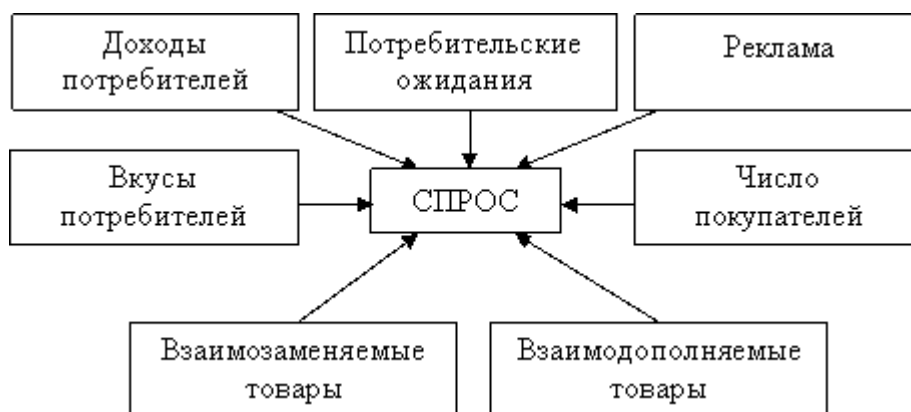 Доходы
потребителей
Потребительские
ожидания
Реклама
Вкусы
потребителей
СПРОС
Число
покупателей
Взаимозаменяемые
товары
Взаимодополняемые
товары